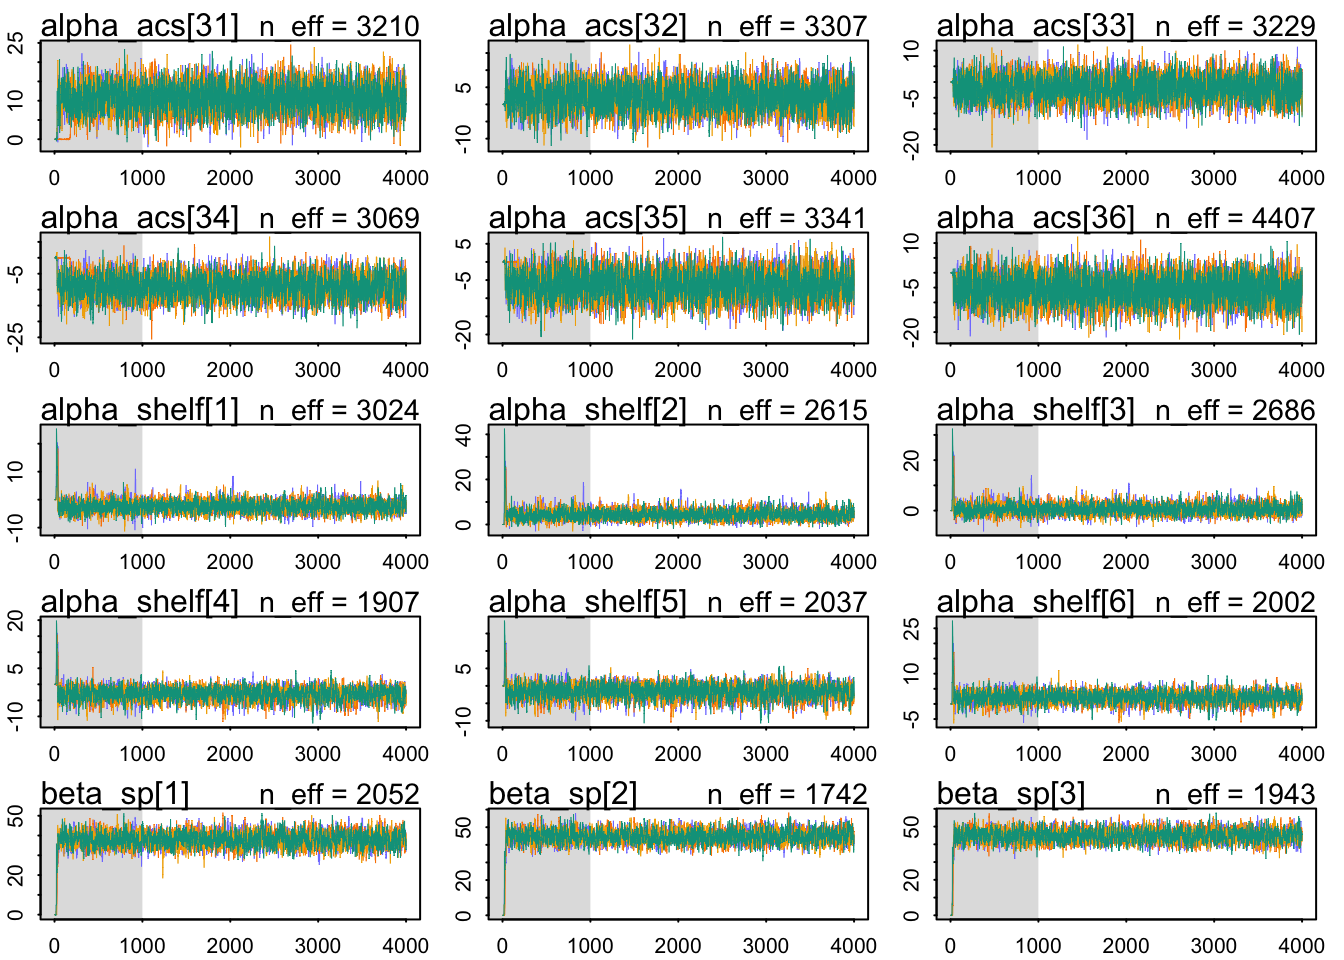 alpha_acs[31] n_eff = 3210 alpha_acs[32] n_eff = 3307 alpha_acs[33] n_eff = 3229
25 10 0 5 -10 10 -5 -20
0 1000 2000 3000 4000 0 1000 2000 3000 4000 0 1000 2000 3000 4000
alpha_acs[34] n_eff = 3069 alpha_acs[35] n_eff = 3341 alpha_acs[36] n_eff = 4407
-5 -25 5 -5 -20 10 -5 -20
0 1000 2000 3000 4000 0 1000 2000 3000 4000 0 1000 2000 3000 4000
alpha_shelf[1] n_eff = 3024 alpha_shelf[2] n_eff = 2615 alpha_shelf[3] n_eff = 2686
10 -10 40 20 0 20 0
0 1000 2000 3000 4000 0 1000 2000 3000 4000 0 1000 2000 3000 4000
alpha_shelf[4] n_eff = 1907 alpha_shelf[5] n_eff = 2037 alpha_shelf[6] n_eff = 2002
20 5 -10 5 -10 25 10 -5
0 1000 2000 3000 4000 0 1000 2000 3000 4000 0 1000 2000 3000 4000
beta_sp[1] n_eff = 2052 beta_sp[2] n_eff = 1742 beta_sp[3] n_eff = 1943
50 20 0 50 20 0 50 20 0
0 1000 2000 3000 4000 0 1000 2000 3000 4000 0 1000 2000 3000 4000